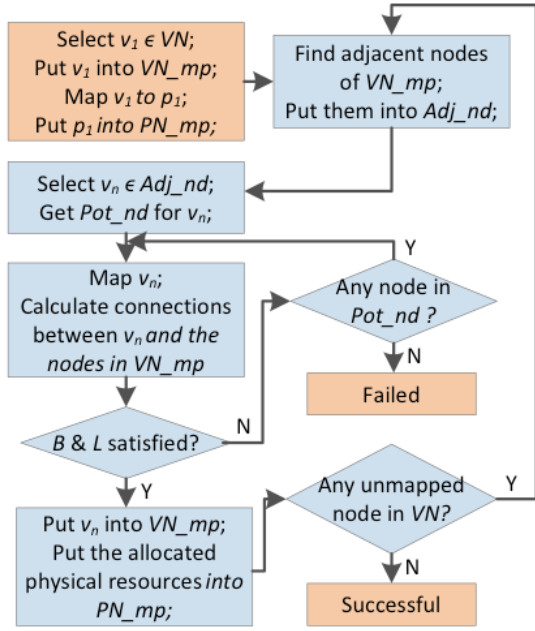 Select v1 ϵ VN;
Put v1 into VN_mp;
Map v1 to p1;
Put p1 into PN_mp;
Find adjacent nodes
of VN_mp;
Put them into Adj_nd;
Select vn ϵ Adj_nd;
Get Pot_nd for vn;
Map vn;
Calculate connections
between vn and the
nodes in VN_mp
Y
Any node in
Pot_nd ?
N
Failed
B & L satisfied?
N
Y
Put vn into VN_mp;
Put the allocated
physical resources into
PN_mp;
Any unmapped
node in VN?
Y
N
Successful